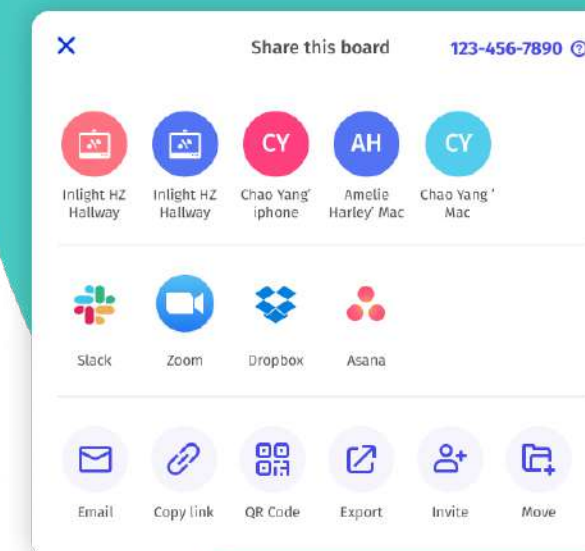 Share this board
123-456-7890
CY
AH
CY
Inlight HZ
Hallway
Inlight HZ
Hallway
Chao Yang’
iphone
Amelie
Harley’ Mac
Chao Yang ’
Mac
Slack
Zoom
Dropbox
Asana
Email
Copy link
QR Code
Export
Invite
Move